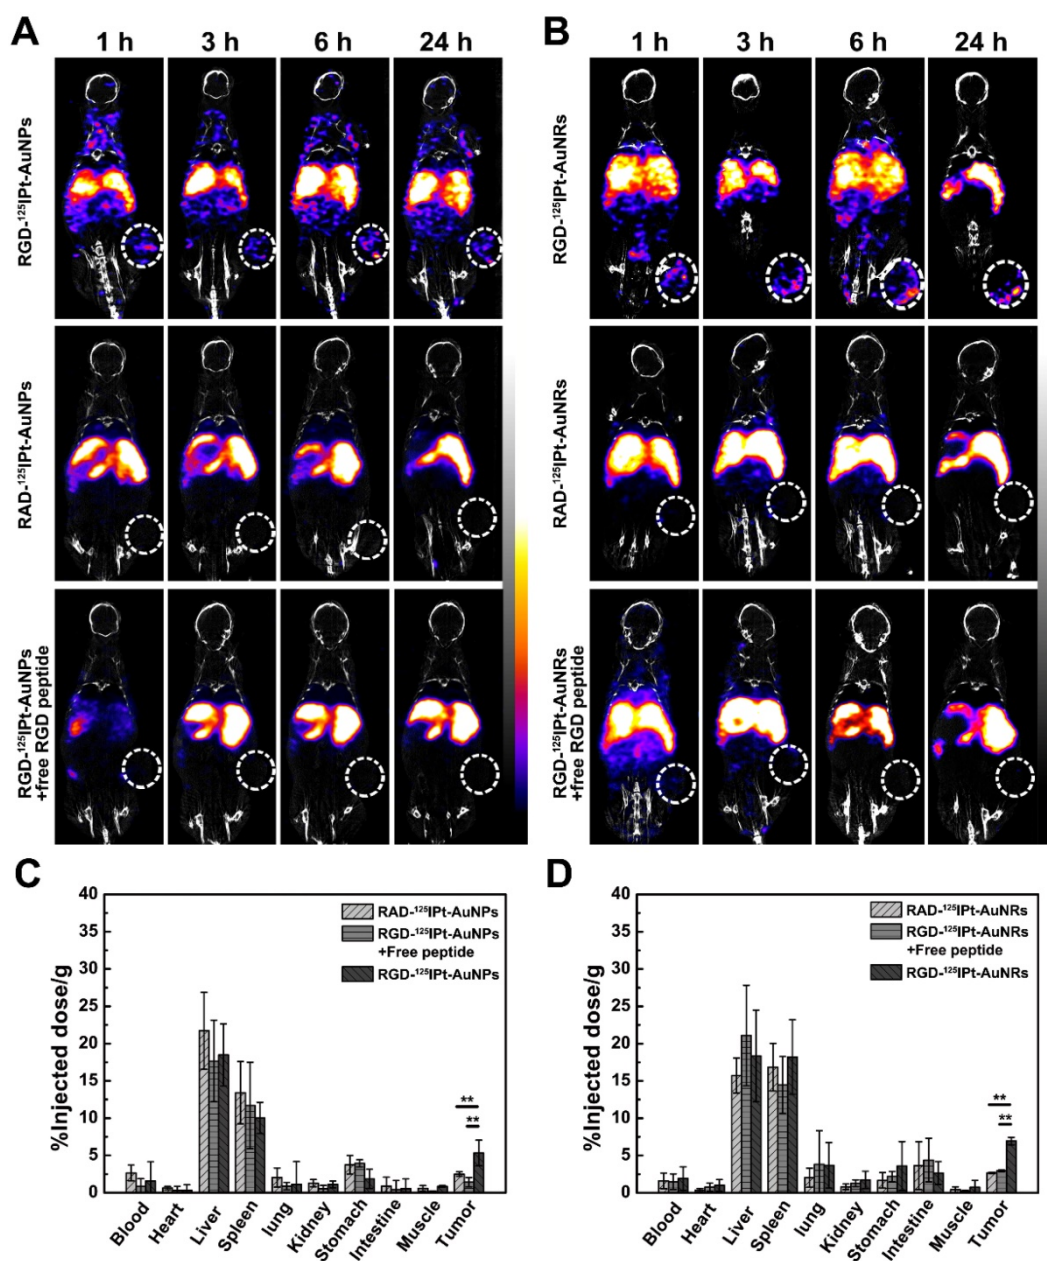 A
1 h 3 h 6 h 24 h
RGD-¹²⁵IPt-AuNPs
RAD-¹²⁵IPt-AuNPs
RGD-¹²⁵IPt-AuNPs
+free RGD peptide
B
1 h 3 h 6 h 24 h
RGD-¹²⁵IPt-AuNRs
RAD-¹²⁵IPt-AuNRs
RGD-¹²⁵IPt-AuNRs
+free RGD peptide
C
%Injected dose/g
40
35
30
25
20
15
10
5
0
RAD-¹²⁵IPt-AuNPs
RGD-¹²⁵IPt-AuNPs
+Free peptide
RGD-¹²⁵IPt-AuNPs
**
**
Blood Heart Liver Spleen lung Kidney Stomach Intestine Muscle Tumor
D
%Injected dose/g
40
35
30
25
20
15
10
5
0
RAD-¹²⁵IPt-AuNRs
RGD-¹²⁵IPt-AuNRs
+Free peptide
RGD-¹²⁵IPt-AuNRs
**
**
Blood Heart Liver Spleen lung Kidney Stomach Intestine Muscle Tumor